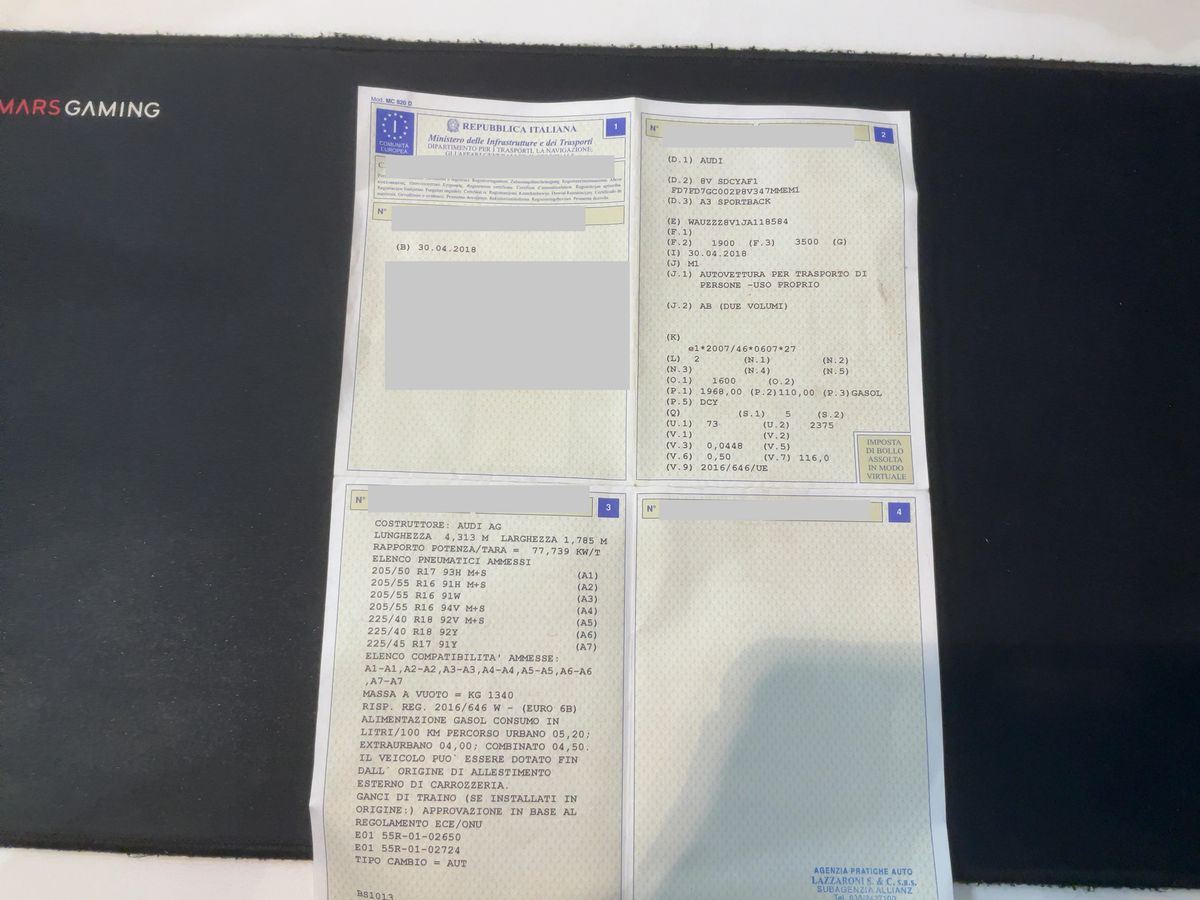 MARSGAMING
Mod. MC 820 D
COMUNITÀ
EUROPEA
I
REPUBBLICA ITALIANA
1
Ministero delle Infrastrutture e dei Trasporti
DIPARTIMENTO PER I TRASPORTI, LA NAVIGAZIONE,
N°
(B) 30.04.2018
N°
2
(D.1) AUDI
(D.2) 8V SDCYAF1
FD7FD7GC002P8V347MMEM1
(D.3) A3 SPORTBACK
(E) WAUZZZ8V1JA118584
(F.1)
(F.2) 1900 (F.3) 3500 (G)
(I) 30.04.2018
(J) M1
(J.1) AUTOVETTURA PER TRASPORTO DI
PERSONE -USO PROPRIO
(J.2) AB (DUE VOLUMI)
(K)
e1*2007/46*0607*27
(L) 2 (N.1) (N.2)
(N.3) (N.4) (N.5)
(O.1) 1600 (O.2)
(P.1) 1968,00 (P.2)110,00 (P.3)GASOL
(P.5) DCY
(Q) (S.1) 5 (S.2)
(U.1) 73 (U.2) 2375
(V.1) (V.2)
(V.3) 0,0448 (V.5)
(V.6) 0,50 (V.7) 116,0
(V.9) 2016/646/UE
IMPOSTA
DI BOLLO
ASSOLTA
IN MODO
VIRTUALE
N°
3
COSTRUTTORE: AUDI AG
LUNGHEZZA 4,313 M LARGHEZZA 1,785 M
RAPPORTO POTENZA/TARA = 77,739 KW/T
ELENCO PNEUMATICI AMMESSI
205/50 R17 93H M+S (A1)
205/55 R16 91H M+S (A2)
205/55 R16 91W (A3)
205/55 R16 94V M+S (A4)
225/40 R18 92V M+S (A5)
225/40 R18 92Y (A6)
225/45 R17 91Y (A7)
ELENCO COMPATIBILITA' AMMESSE:
A1-A1,A2-A2,A3-A3,A4-A4,A5-A5,A6-A6
,A7-A7
MASSA A VUOTO = KG 1340
RISP. REG. 2016/646 W - (EURO 6B)
ALIMENTAZIONE GASOL CONSUMO IN
LITRI/100 KM PERCORSO URBANO 05,20;
EXTRAURBANO 04,00; COMBINATO 04,50.
IL VEICOLO PUO` ESSERE DOTATO FIN
DALL` ORIGINE DI ALLESTIMENTO
ESTERNO DI CARROZZERIA.
GANCI DI TRAINO (SE INSTALLATI IN
ORIGINE:) APPROVAZIONE IN BASE AL
REGOLAMENTO ECE/ONU
E01 55R-01-02650
E01 55R-01-02724
TIPO CAMBIO = AUT
BS1013
N°
4
AGENZIA PRATICHE AUTO
LAZZARONI S. & C. s.a.s.
SUBAGENZIA ALLIANZ